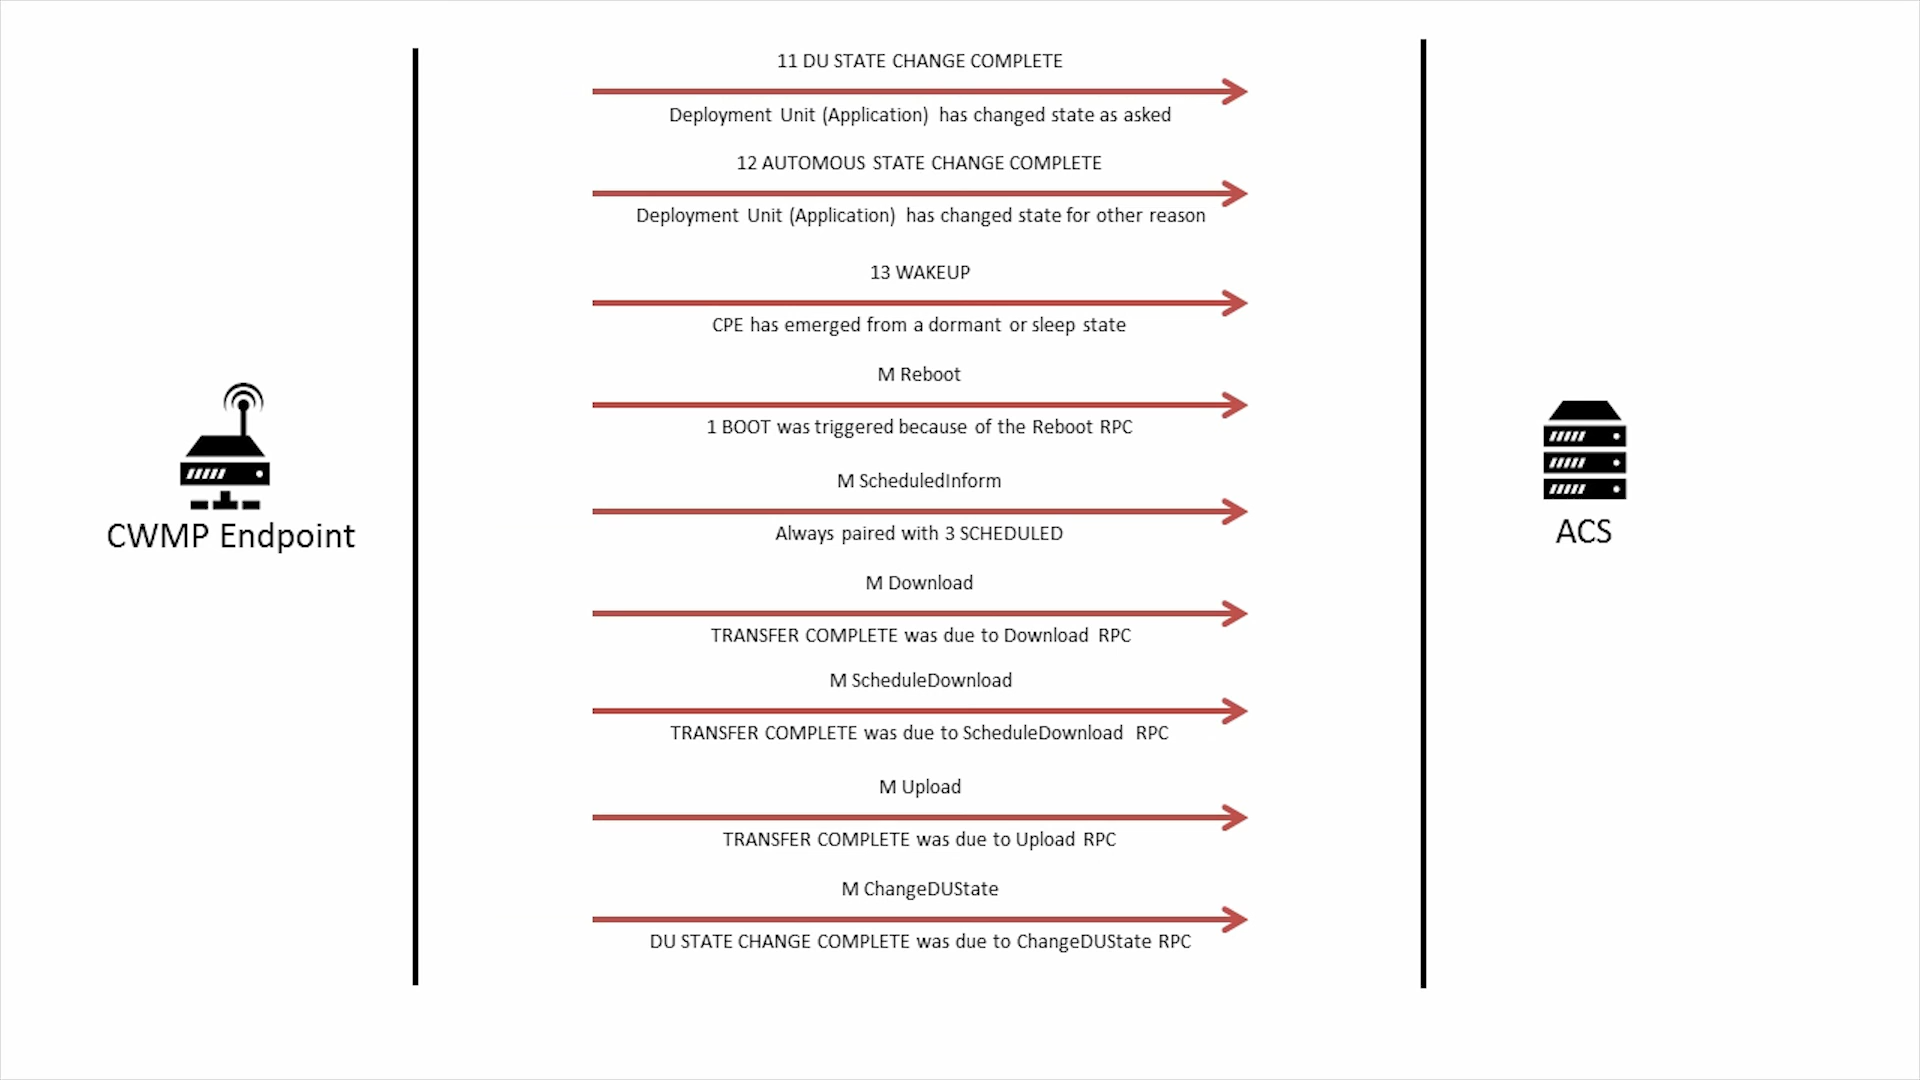 11 DU STATE CHANGE COMPLETE
Deployment Unit (Application) has changed state as asked
12 AUTOMOUS STATE CHANGE COMPLETE
Deployment Unit (Application) has changed state for other reason
13 WAKEUP
CPE has emerged from a dormant or sleep state
M Reboot
1 BOOT was triggered because of the Reboot RPC
M ScheduledInform
Always paired with 3 SCHEDULED
M Download
TRANSFER COMPLETE was due to Download RPC
M ScheduleDownload
TRANSFER COMPLETE was due to ScheduleDownload RPC
M Upload
TRANSFER COMPLETE was due to Upload RPC
M ChangeDUState
DU STATE CHANGE COMPLETE was due to ChangeDUState RPC
CWMP Endpoint
ACS